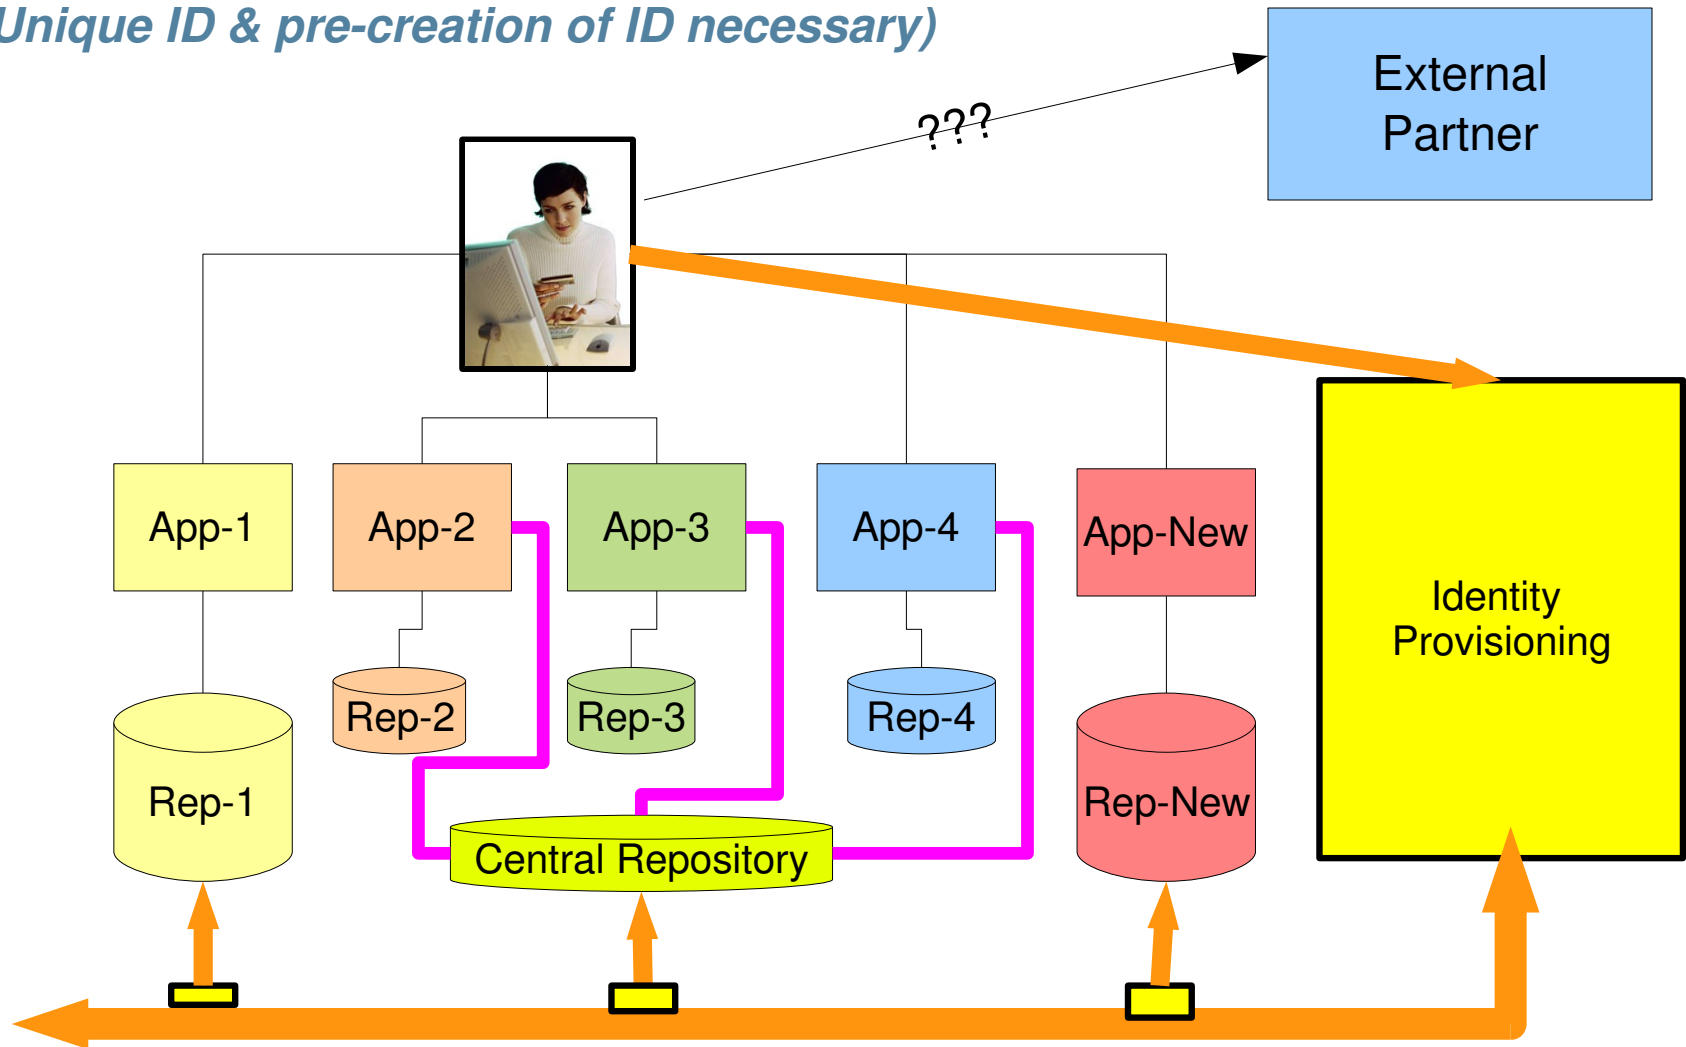 Unique ID & pre-creation of ID necessary)
External
Partner
???
App-1
App-2
App-3
App-4
App-New
Identity
Provisioning
Rep-2
Rep-3
Rep-4
Rep-1
Rep-New
Central Repository